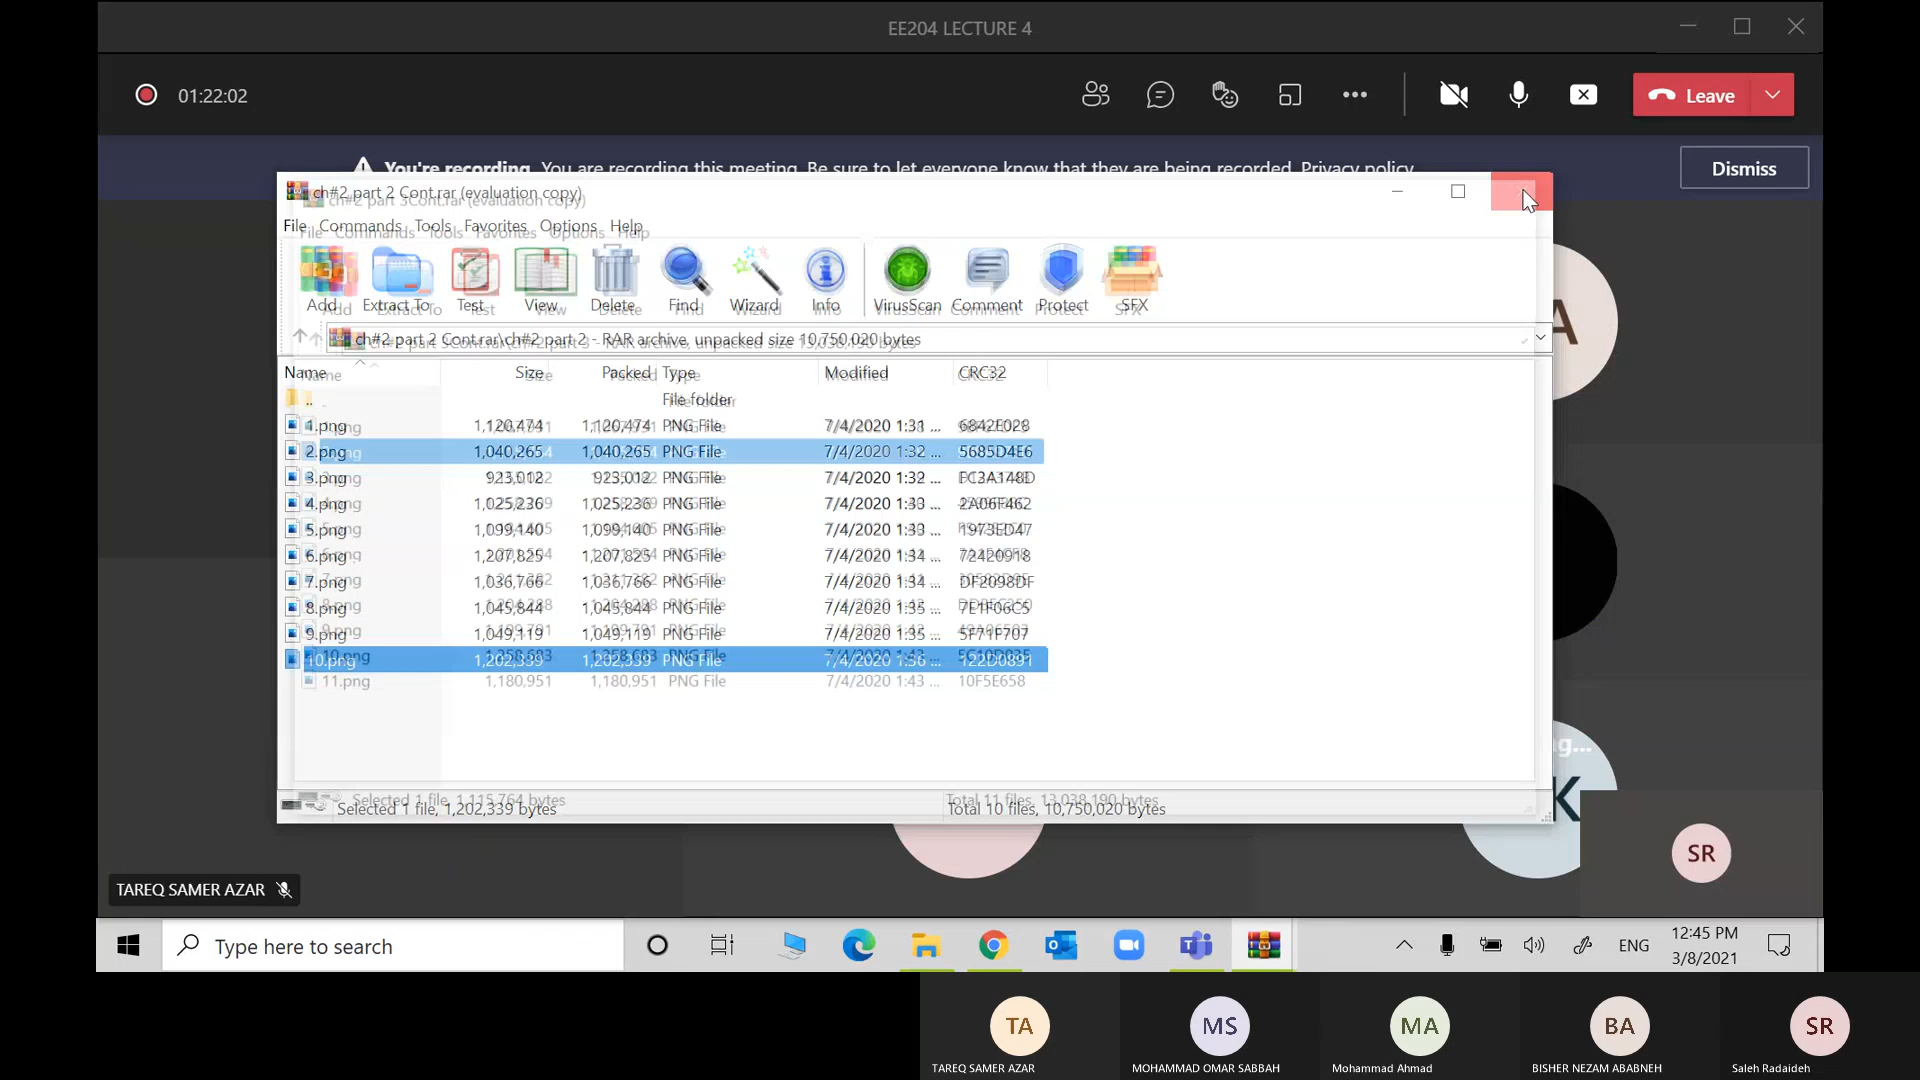 EE204 LECTURE 4
01:22:02
Leave
You're recording. You are recording this meeting. Be sure to let everyone know that they are being recorded. Privacy policy
Dismiss
ch#2 part 2 Cont.rar (evaluation copy)
File Commands Tools Favorites Options Help
Add Extract To Test View Delete Find Wizard Info VirusScan Comment Protect SFX
ch#2 part 2 Cont.rar\ch#2 part 2 - RAR archive, unpacked size 10,750,020 bytes
Name Size Packed Type Modified CRC32
.. File folder
1.png 1,120,474 1,120,474 PNG File 7/4/2020 1:31 ... 6842E028
2.png 1,040,265 1,040,265 PNG File 7/4/2020 1:32 ... 5685D4E6
3.png 923,012 923,012 PNG File 7/4/2020 1:32 ...
4.png 1,025,236 1,025,236 PNG File 7/4/2020 1:33 ... 2A06F462
5.png 1,099,140 1,099,140 PNG File 7/4/2020 1:33 ... 1973ED47
6.png 1,207,825 1,207,825 PNG File 7/4/2020 1:34 ... 72420918
7.png 1,036,766 1,036,766 PNG File 7/4/2020 1:34 ... DF2098DF
8.png 1,045,844 1,045,844 PNG File 7/4/2020 1:35 ... 7E1F06C5
9.png 1,049,119 1,049,119 PNG File 7/4/2020 1:35 ... 5F71F707
10.png 1,202,339 1,202,339 PNG File 7/4/2020 1:36 ... 122D0891
11.png 1,180,951 1,180,951 PNG File 7/4/2020 1:43 ... 10F5E658
Selected 1 file, 1,115,764 bytes Total 11 files, 13,038,190 bytes
Selected 1 file, 1,202,339 bytes Total 10 files, 10,750,020 bytes
A
g...
K
SR
TAREQ SAMER AZAR
Type here to search
ENG
12:45 PM
3/8/2021
TA MS MA BA SR
TAREQ SAMER AZAR MOHAMMAD OMAR SABBAH Mohammad Ahmad BISHER NEZAM ABABNEH Saleh Radaideh